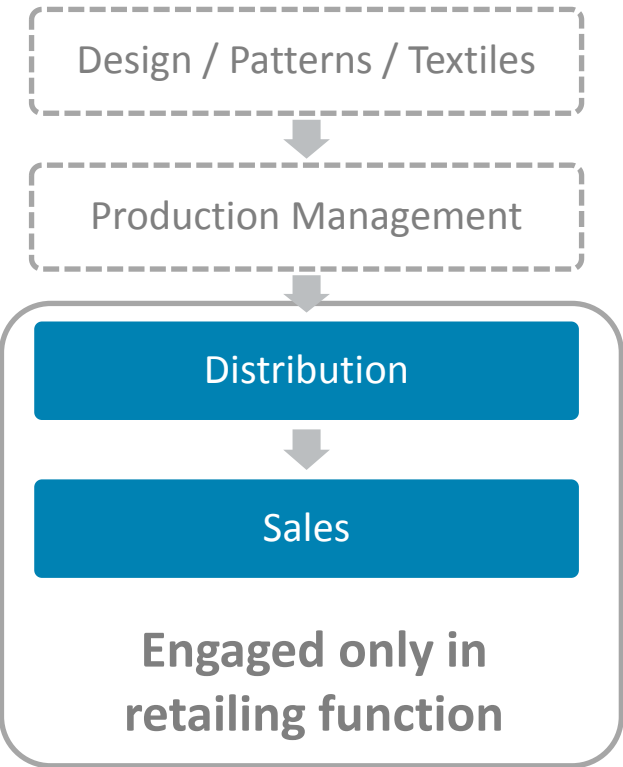 Design / Patterns / Textiles
Production Management
Distribution
Sales
Engaged only in
retailing function